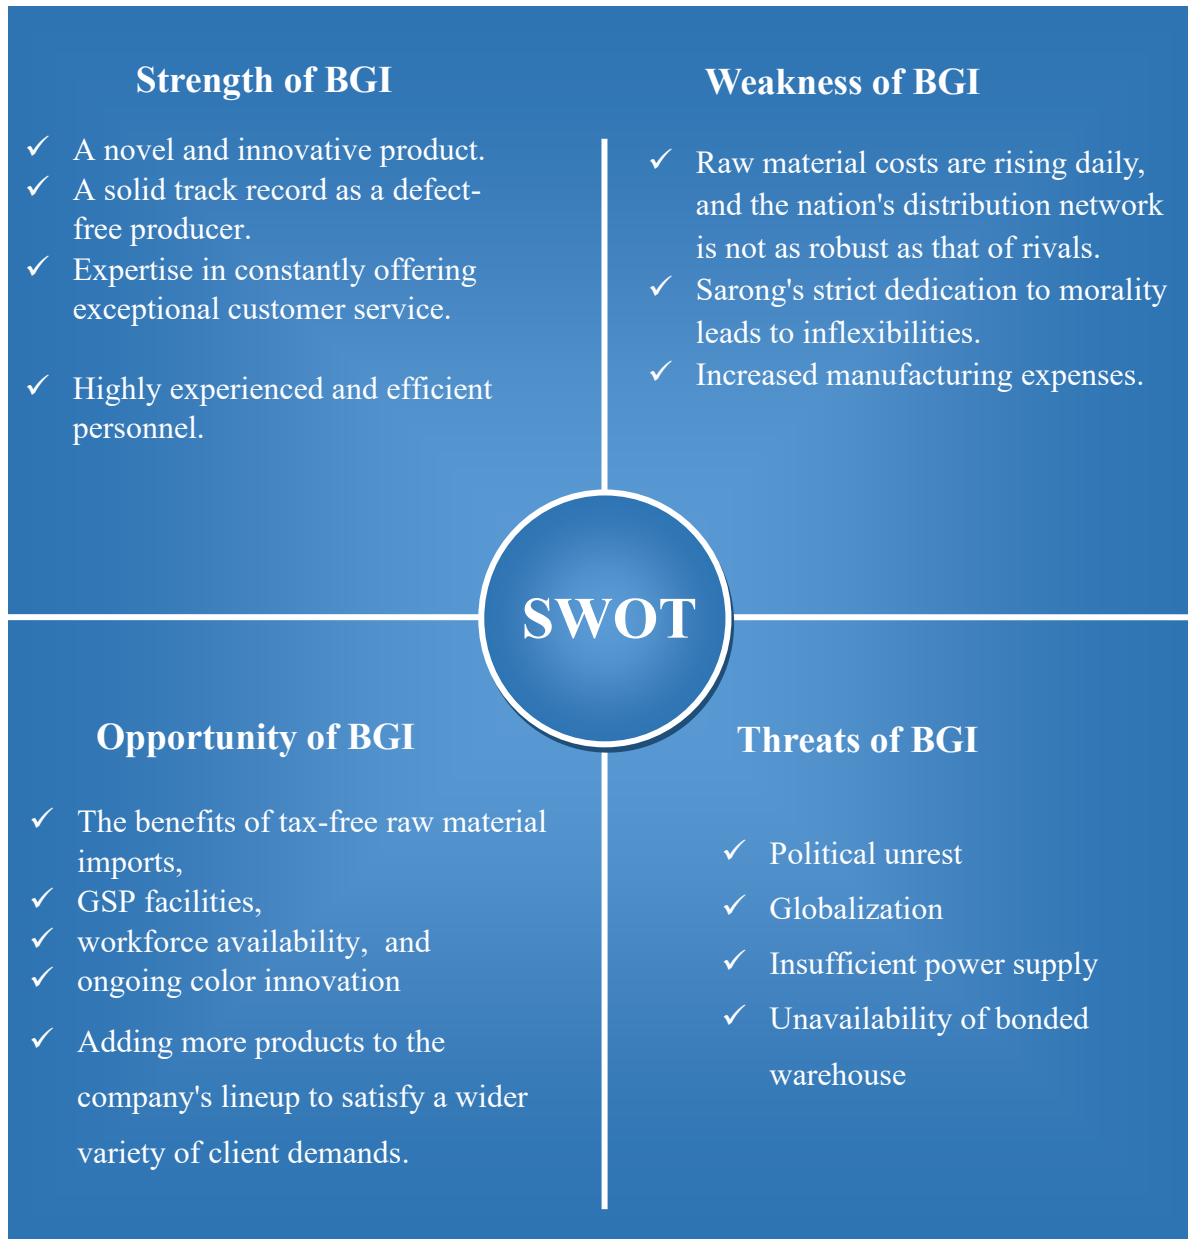 Strength of BGI
✓ A novel and innovative product.
✓ A solid track record as a defect-
free producer.
✓ Expertise in constantly offering
exceptional customer service.
✓ Highly experienced and efficient
personnel.
Weakness of BGI
✓ Raw material costs are rising daily,
and the nation's distribution network
is not as robust as that of rivals.
✓ Sarong's strict dedication to morality
leads to inflexibilities.
✓ Increased manufacturing expenses.
SWOT
Opportunity of BGI
✓ The benefits of tax-free raw material
imports,
✓ GSP facilities,
✓ workforce availability,  and
✓ ongoing color innovation
✓ Adding more products to the
company's lineup to satisfy a wider
variety of client demands.
Threats of BGI
✓ Political unrest
✓ Globalization
✓ Insufficient power supply
✓ Unavailability of bonded
warehouse